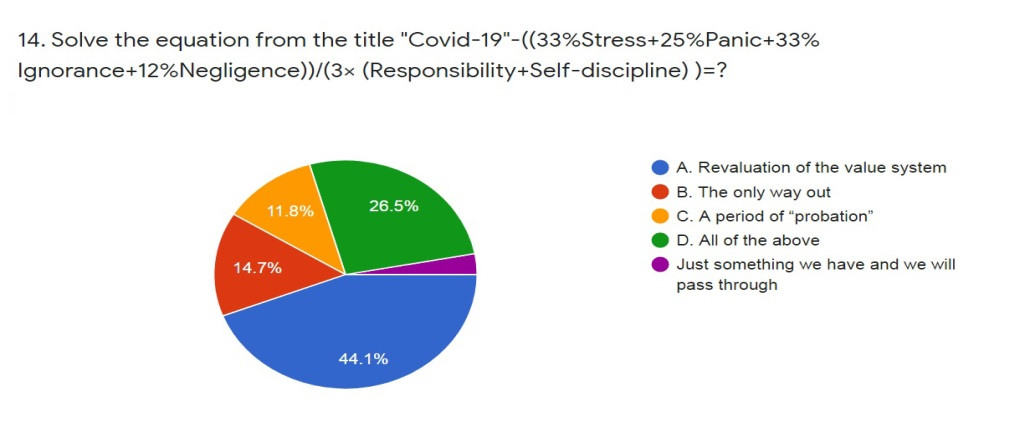 14. Solve the equation from the title "Covid-19"-((33%Stress+25%Panic+33%
Ignorance+12%Negligence))/(3× (Responsibility+Self-discipline) )=?
11.8%
26.5%
14.7%
44.1%
A. Revaluation of the value system
B. The only way out
C. A period of “probation”
D. All of the above
Just something we have and we will
pass through